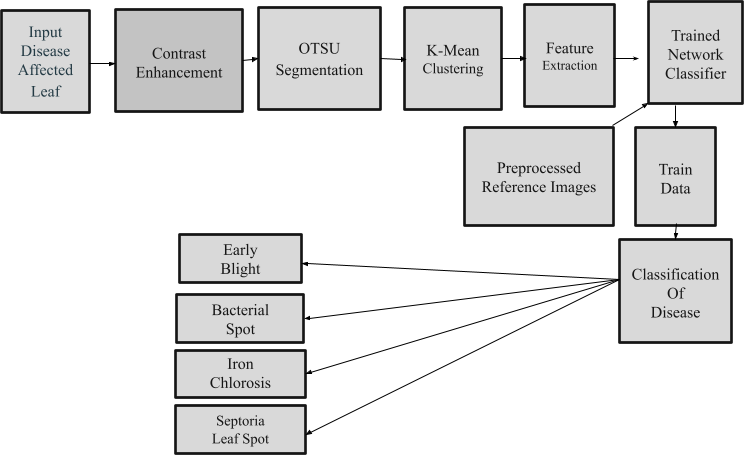 Input
Disease
Affected
Leaf
Contrast
Enhancement
OTSU
Segmentation
K-Mean
Clustering
Feature
Extraction
Trained
Network
Classifier
Preprocessed
Reference Images
Train
Data
Classification
Of
Disease
Early
Blight
Bacterial
Spot
Iron
Chlorosis
Septoria
Leaf Spot